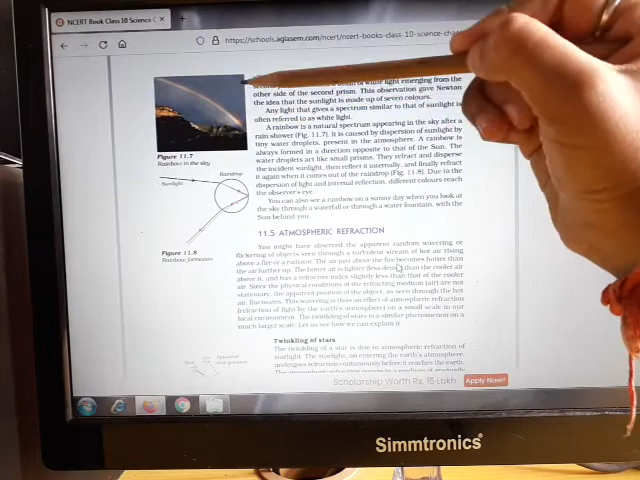 NCERT Book Class 10 Science C
https://schools.aglasem.com/ncert/ncert-books-class-10-science-chap
of white light emerging from the
other side of the second prism. This observation gave Newton
the idea that the sunlight is made up of seven colours.
Any light that gives a spectrum similar to that of sunlight is
often referred to as white light.
A rainbow is a natural spectrum appearing in the sky after a
rain shower (Fig. 11.7). It is caused by dispersion of sunlight by
tiny water droplets, present in the atmosphere. A rainbow is
always formed in a direction opposite to that of the Sun. The
water droplets act like small prisms. They refract and disperse
the incident sunlight, then reflect it internally, and finally refract
it again when it comes out of the raindrop (Fig. 11.8). Due to the
dispersion of light and internal reflection, different colours reach
the observer's eye.
You can also see a rainbow on a sunny day when you look at
the sky through a waterfall or through a water fountain, with the
Sun behind you.
Figure 11.7
Rainbow in the sky
Raindrop
Sunlight
Figure 11.8
Rainbow formation
11.5 ATMOSPHERIC REFRACTION
You might have observed the apparent random wavering or
flickering of objects seen through a turbulent stream of hot air rising
above a fire or a radiator. The air just above the fire becomes hotter than
the air further up. The hotter air is lighter (less dense) than the cooler air
above it, and has a refractive index slightly less than that of the cooler
air. Since the physical conditions of the refracting medium (air) are not
stationary, the apparent position of the object, as seen through the hot
air, fluctuates. This wavering is thus an effect of atmospheric refraction
(refraction of light by the earth's atmosphere) on a small scale in our
local environment. The twinkling of stars is a similar phenomenon on a
much larger scale. Let us see how we can explain it.
Twinkling of stars
The twinkling of a star is due to atmospheric refraction of
starlight. The starlight, on entering the earth's atmosphere,
undergoes refraction continuously before it reaches the earth.
Star
Apparent
star position
Scholarship Worth Rs. 15 Lakh
Apply Now!!
Simmtronics